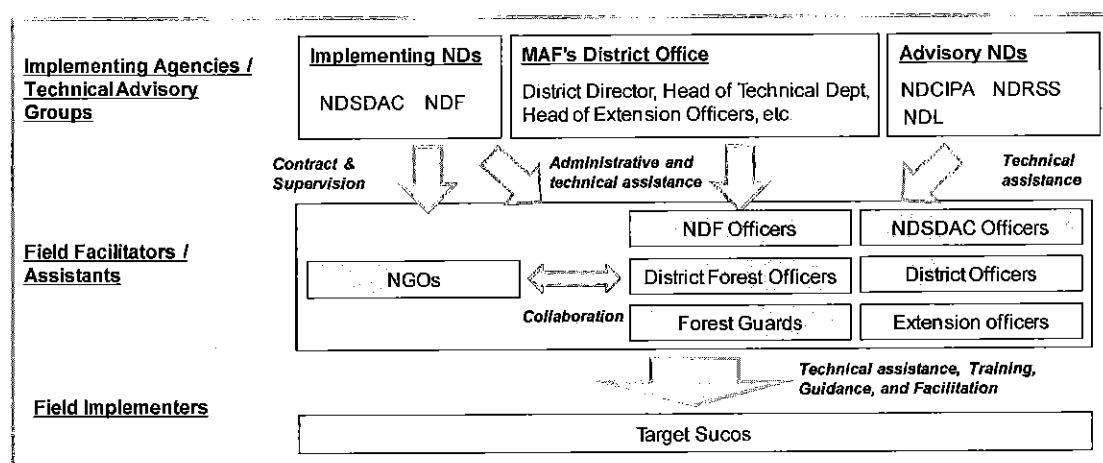 Implementing Agencies /
Technical Advisory
Groups
Implementing NDs
NDSDAC NDF
MAF's District Office
District Director, Head of Technical Dept,
Head of Extension Officers, etc.
Advisory NDs
NDCIPA NDRSS
NDL
Contract &
Supervision
Administrative and
technical assistance
Technical
assistance
Field Facilitators /
Assistants
NGOs
Collaboration
NDF Officers
NDSDAC Officers
District Forest Officers
District Officers
Forest Guards
Extension officers
Technical assistance, Training,
Guidance, and Facilitation
Field Implementers
Target Sucos